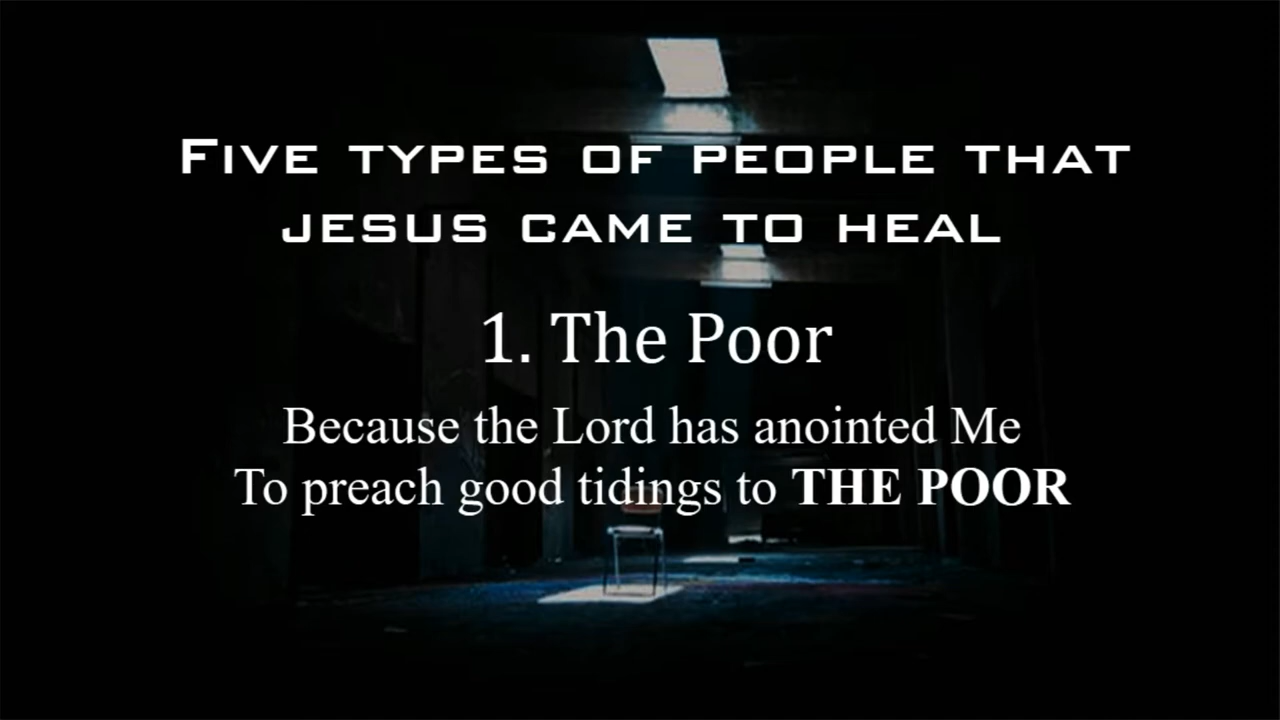 Five types of people that
jesus came to heal
1. The Poor
Because the Lord has anointed Me
To preach good tidings to THE POOR